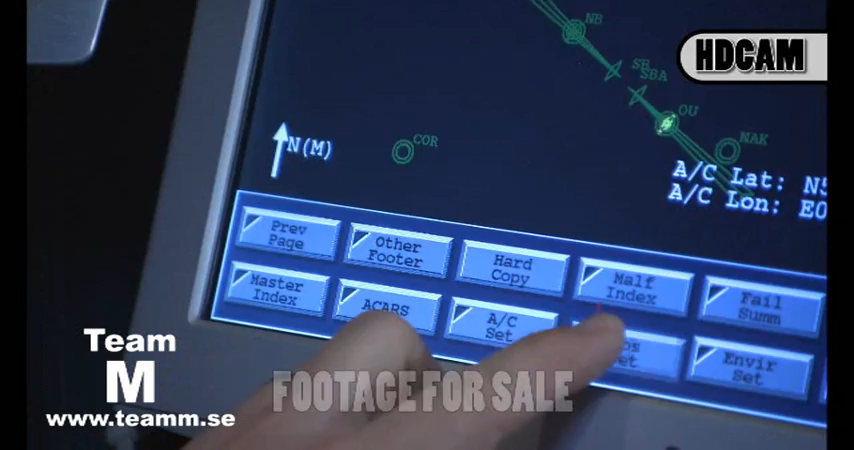 HDCAM
NB
SB
SBA
OU
NAK
COR
N(M)
A/C Lat: N5
A/C Lon: E0
Prev
Page
Other
Footer
Hard
Copy
Malf
Index
Fail
Summ
Master
Index
ACARS
A/C
Set
Envir
Set
Team
M
www.teamm.se
FOOTAGE FOR SALE